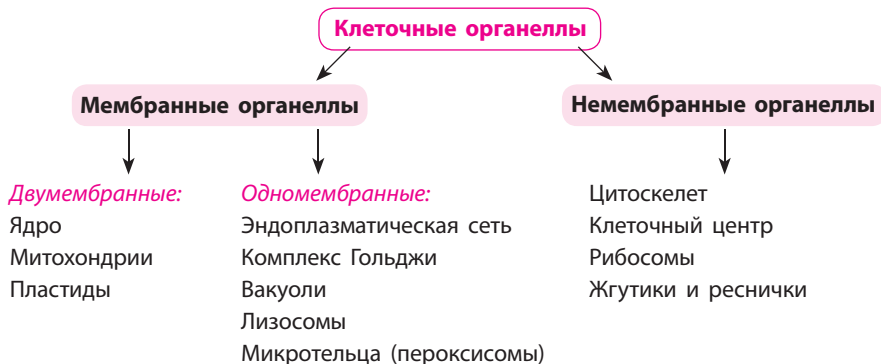 Клеточные органеллы
Мембранные органеллы
Немембранные органеллы
Двумембранные:
Ядро
Митохондрии
Пластиды
Одномембранные:
Эндоплазматическая сеть
Комплекс Гольджи
Вакуоли
Лизосомы
Микротельца (пероксисомы)
Цитоскелет
Клеточный центр
Рибосомы
Жгутики и реснички